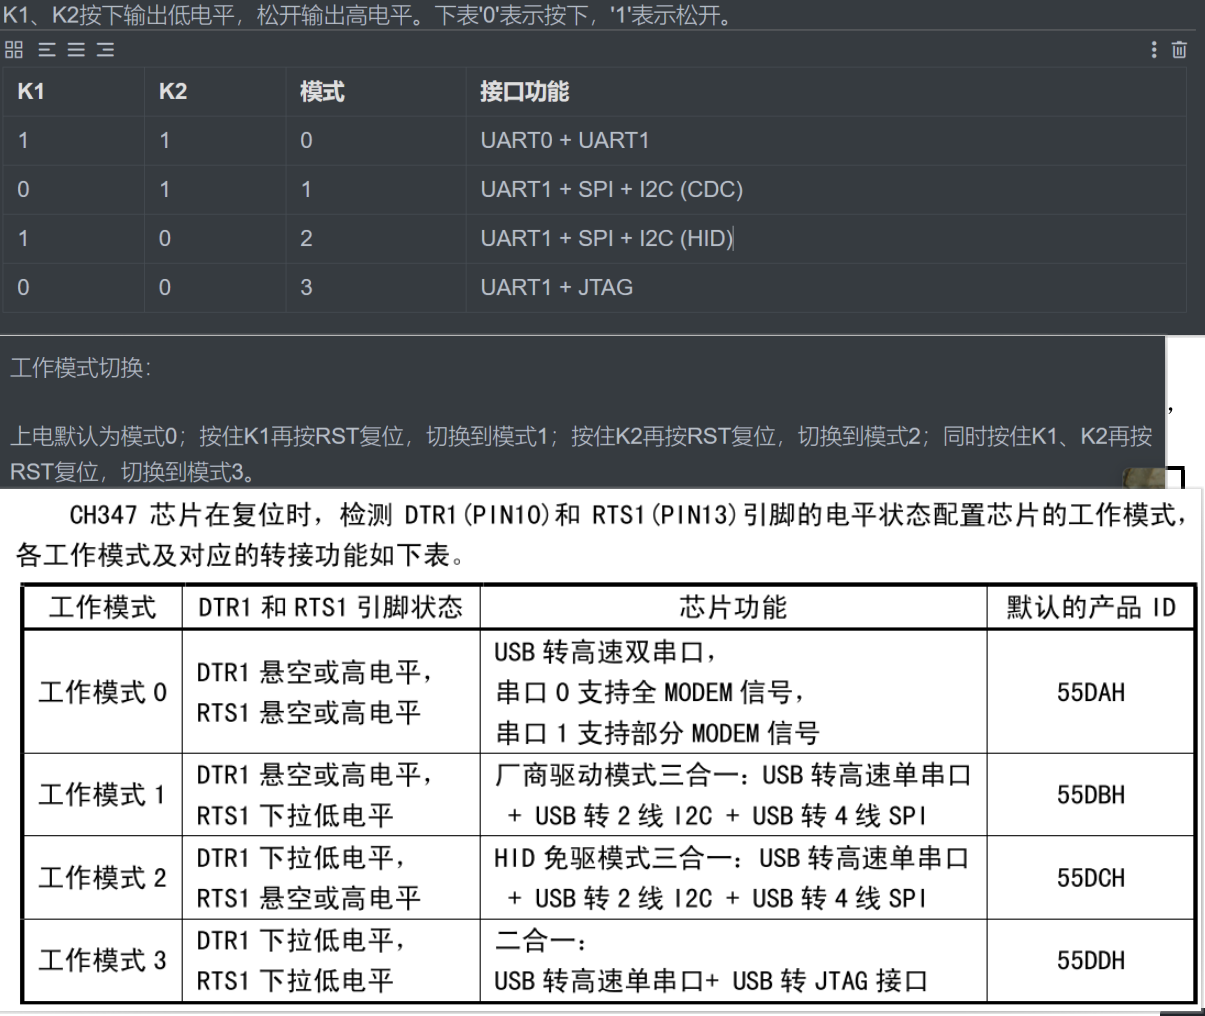 K1、K2按下输出低电平，松开输出高电平。下表'0'表示按下，'1'表示松开。
K1 K2 模式 接口功能
1 1 0 UART0 + UART1
0 1 1 UART1 + SPI + I2C (CDC)
1 0 2 UART1 + SPI + I2C (HID)
0 0 3 UART1 + JTAG
工作模式切换：
，
上电默认为模式0；按住K1再按RST复位，切换到模式1；按住K2再按RST复位，切换到模式2；同时按住K1、K2再按
RST复位，切换到模式3。
CH347 芯片在复位时，检测 DTR1(PIN10)和 RTS1(PIN13)引脚的电平状态配置芯片的工作模式，
各工作模式及对应的转接功能如下表。
工作模式 DTR1 和 RTS1 引脚状态 芯片功能 默认的产品 ID
工作模式 0
DTR1 悬空或高电平，
RTS1 悬空或高电平
USB 转高速双串口，
串口 0 支持全 MODEM 信号，
串口 1 支持部分 MODEM 信号
55DAH
工作模式 1
DTR1 悬空或高电平，
RTS1 下拉低电平
厂商驱动模式三合一：USB 转高速单串口
+ USB 转 2 线 I2C + USB 转 4 线 SPI
55DBH
工作模式 2
DTR1 下拉低电平，
RTS1 悬空或高电平
HID 免驱模式三合一：USB 转高速单串口
+ USB 转 2 线 I2C + USB 转 4 线 SPI
55DCH
工作模式 3
DTR1 下拉低电平，
RTS1 下拉低电平
二合一：
USB 转高速单串口+ USB 转 JTAG 接口
55DDH